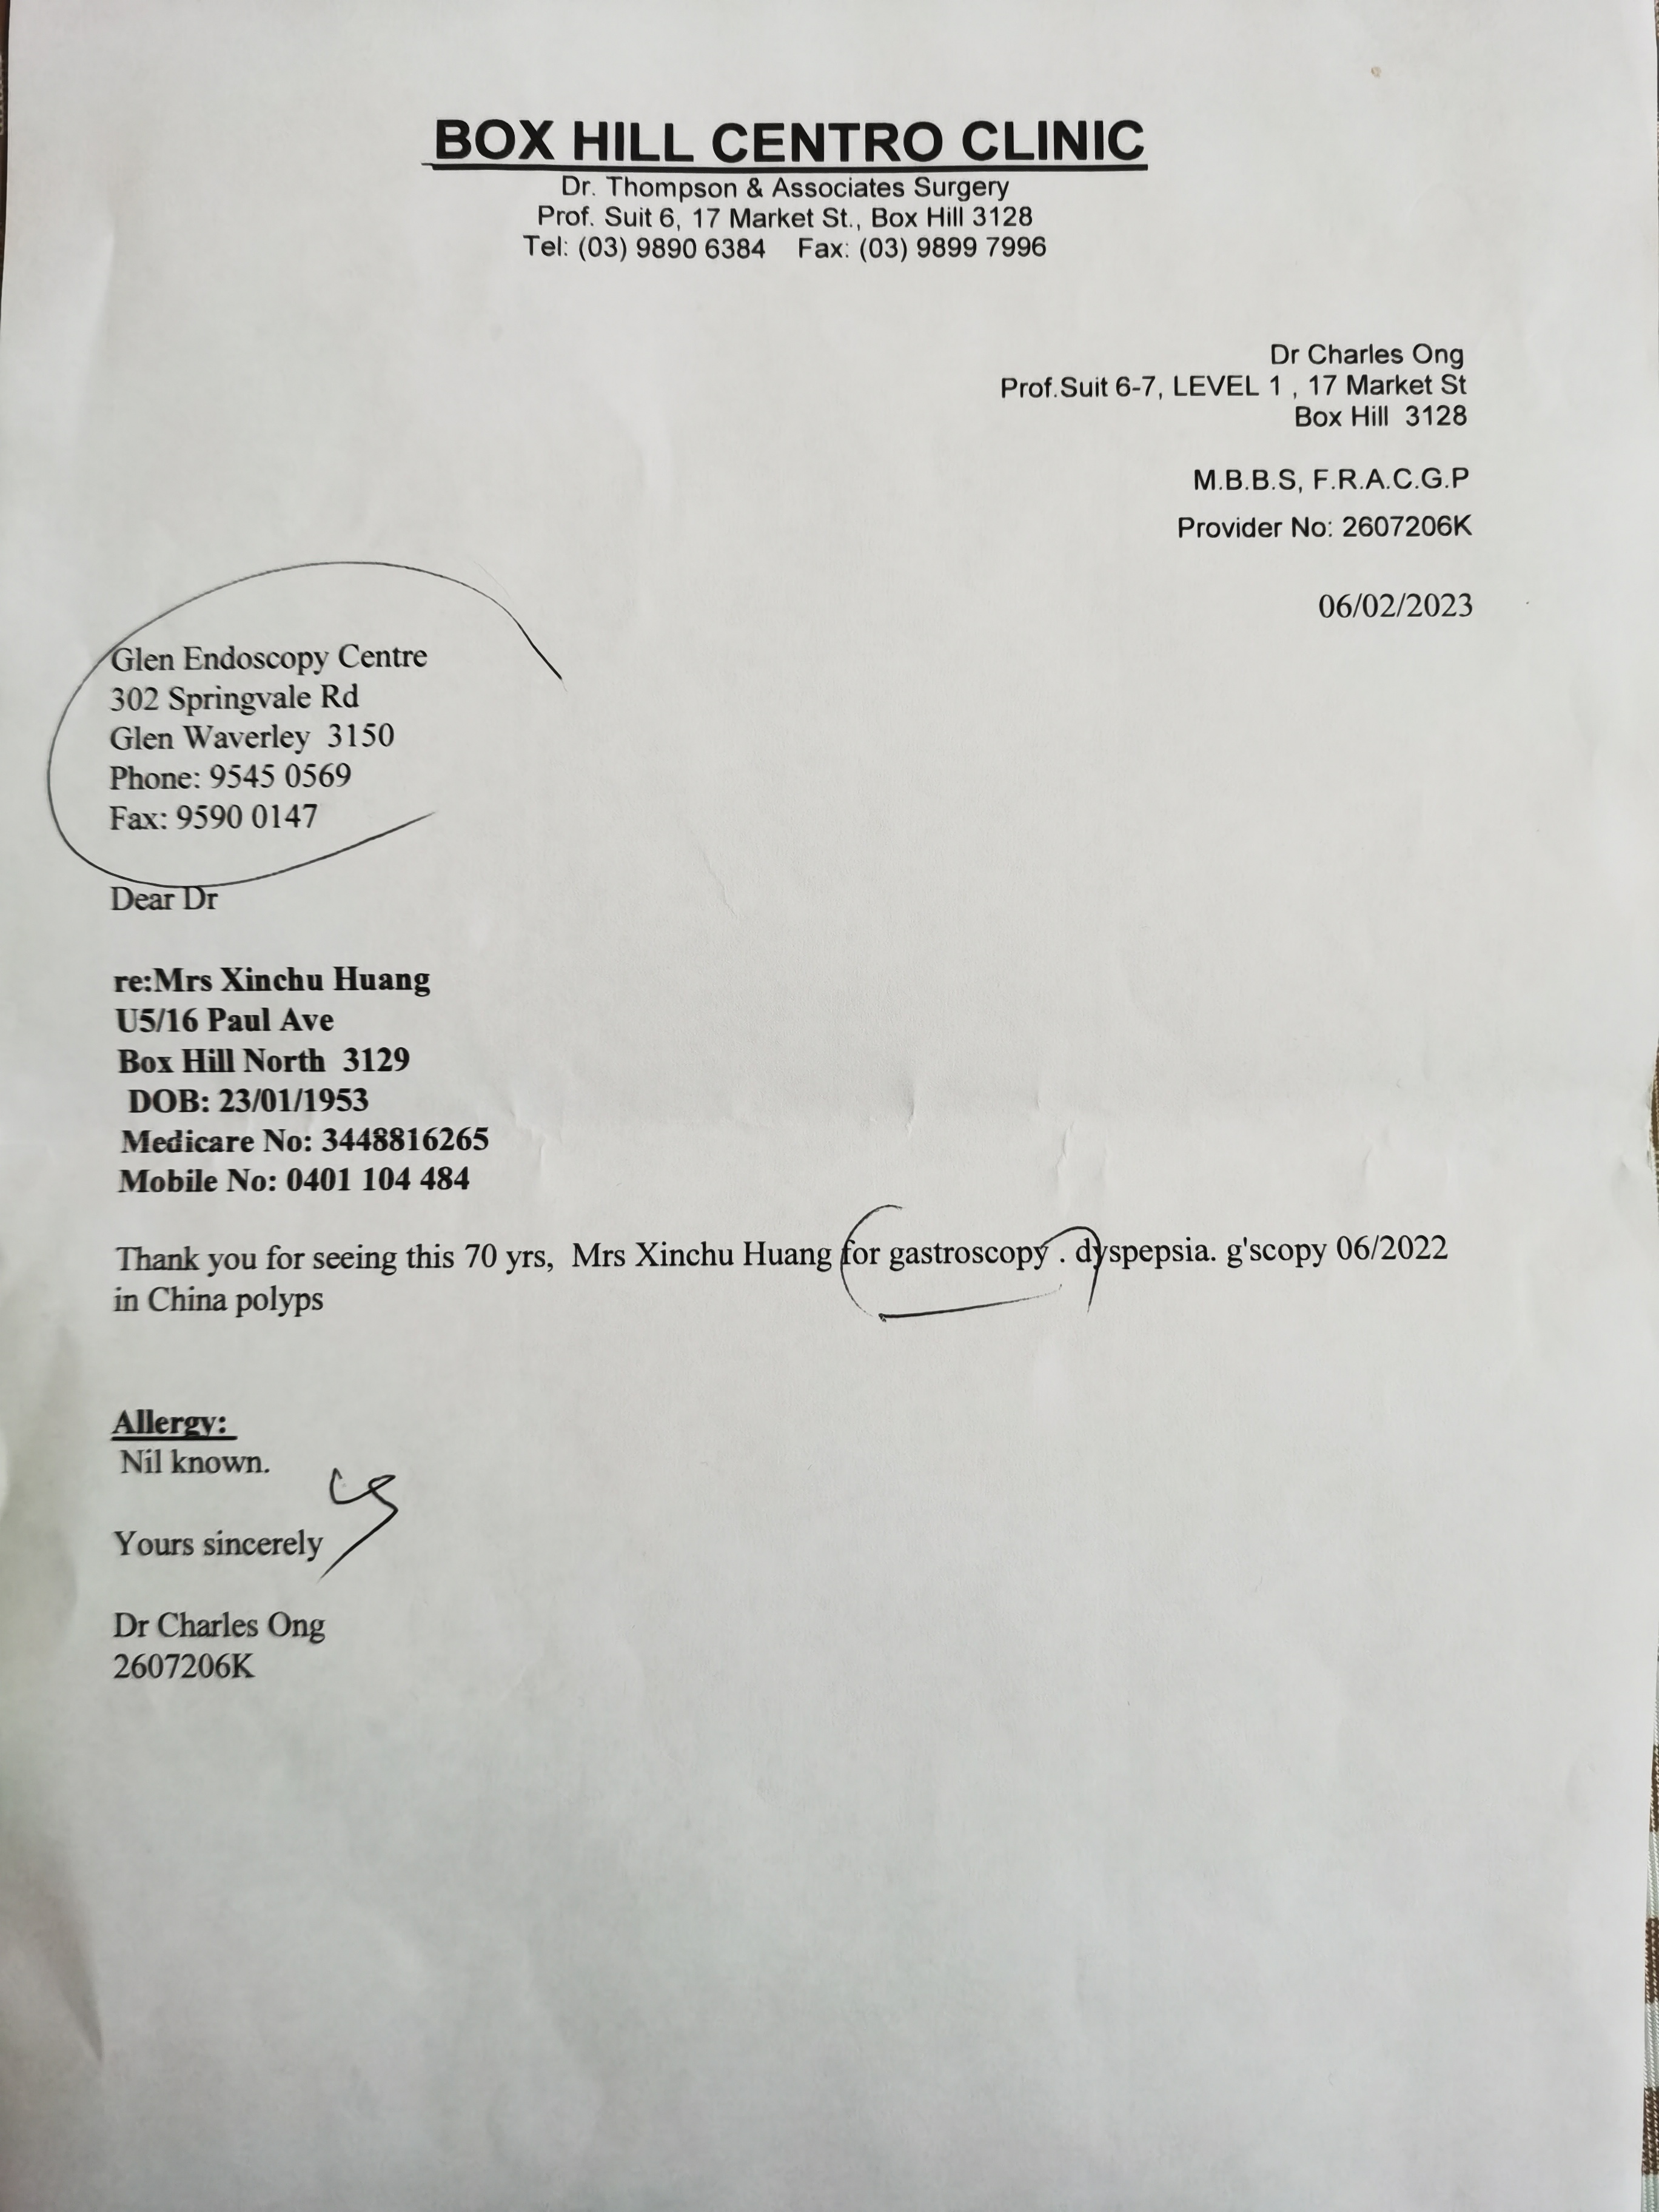 BOX HILL CENTRO CLINIC
Dr. Thompson & Associates Surgery
Prof. Suit 6, 17 Market St., Box Hill 3128
Tel: (03) 9890 6384 Fax: (03) 9899 7996
Dr Charles Ong
Prof.Suit 6-7, LEVEL 1 , 17 Market St
Box Hill 3128
M.B.B.S, F.R.A.C.G.P
Provider No: 2607206K
06/02/2023
Glen Endoscopy Centre
302 Springvale Rd
Glen Waverley 3150
Phone: 9545 0569
Fax: 9590 0147
Dear Dr
re:Mrs Xinchu Huang
U5/16 Paul Ave
Box Hill North 3129
DOB: 23/01/1953
Medicare No: 3448816265
Mobile No: 0401 104 484
Thank you for seeing this 70 yrs, Mrs Xinchu Huang for gastroscopy . dyspepsia. g'scopy 06/2022
in China polyps
Allergy:
Nil known.
Yours sincerely
Dr Charles Ong
2607206K